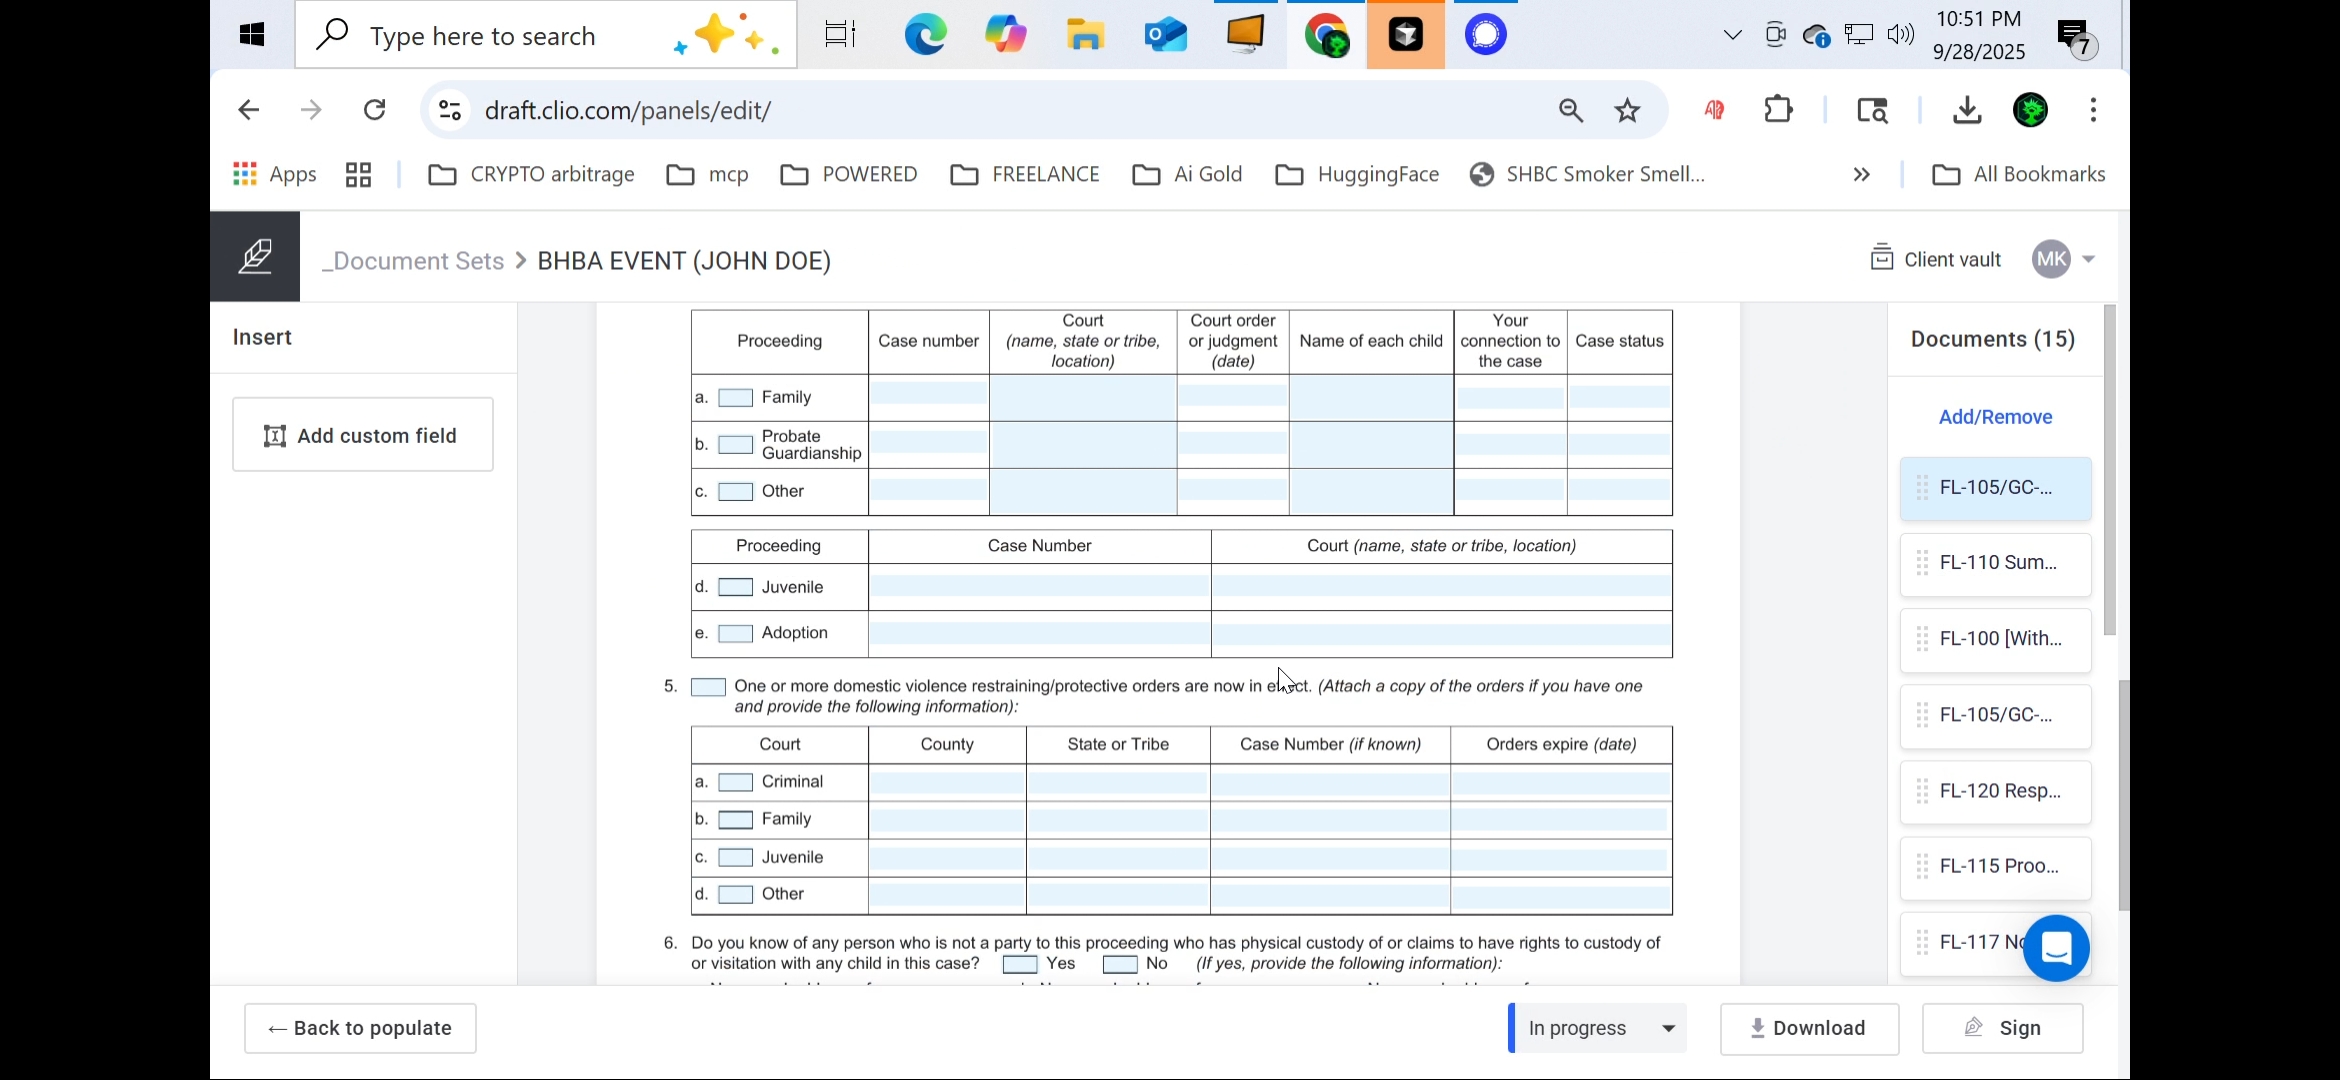 Type here to search
10:51 PM
9/28/2025
7
draft.clio.com/panels/edit/
Apps
CRYPTO arbitrage
mcp
POWERED
FREELANCE
Ai Gold
HuggingFace
SHBC Smoker Smell...
All Bookmarks
_Document Sets > BHBA EVENT (JOHN DOE)
Client vault
MK
Insert
Add custom field
Proceeding
Case number
Court
(name, state or tribe,
location)
Court order
or judgment
(date)
Name of each child
Your
connection to
the case
Case status
a. Family
b. Probate
Guardianship
c. Other
Proceeding
Case Number
Court (name, state or tribe, location)
d. Juvenile
e. Adoption
5. One or more domestic violence restraining/protective orders are now in effect. (Attach a copy of the orders if you have one
and provide the following information):
Court
County
State or Tribe
Case Number (if known)
Orders expire (date)
a. Criminal
b. Family
c. Juvenile
d. Other
6. Do you know of any person who is not a party to this proceeding who has physical custody of or claims to have rights to custody of
or visitation with any child in this case? Yes No (If yes, provide the following information):
Documents (15)
Add/Remove
FL-105/GC-...
FL-110 Sum...
FL-100 [With...
FL-105/GC-...
FL-120 Resp...
FL-115 Proo...
FL-117
← Back to populate
In progress
Download
Sign